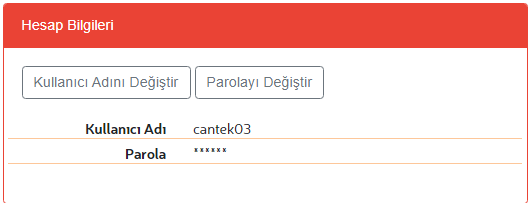 Hesap Bilgileri
Kullanıcı Adını Değiştir Parolayı Değiştir
Kullanıcı Adı cantek03
Parola ******